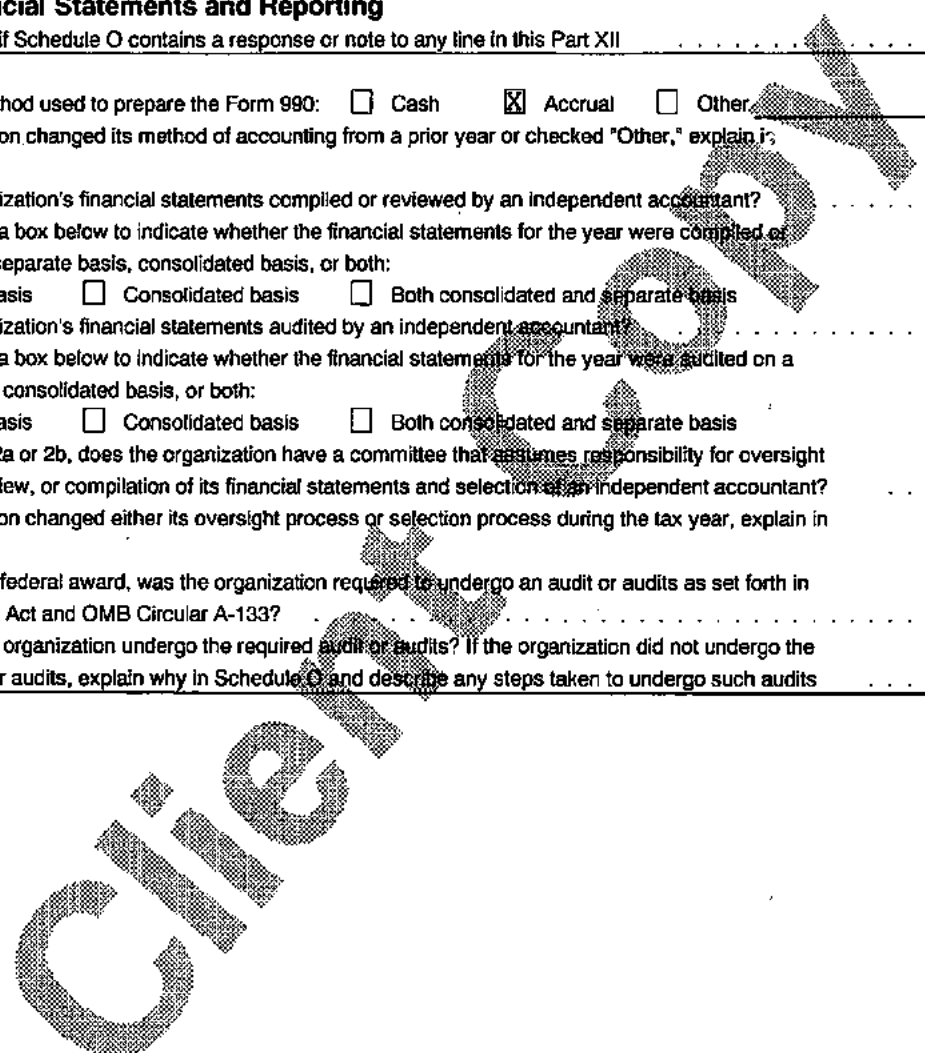 cial Statements and Reporting
if Schedule O contains a response or note to any line in this Part XII . . . . . . . . . .
hod used to prepare the Form 990: ☐ Cash ☒ Accrual ☐ Other
on changed its method of accounting from a prior year or checked "Other," explain in
ization's financial statements compiled or reviewed by an independent accountant? . . . . .
a box below to indicate whether the financial statements for the year were compiled or
separate basis, consolidated basis, or both:
asis ☐ Consolidated basis ☐ Both consolidated and separate basis
ization's financial statements audited by an independent accountant? . . . . . . . . . . .
a box below to indicate whether the financial statements for the year were audited on a
consolidated basis, or both:
asis ☐ Consolidated basis ☐ Both consolidated and separate basis
2a or 2b, does the organization have a committee that assumes responsibility for oversight
iew, or compilation of its financial statements and selection of an independent accountant? . .
on changed either its oversight process or selection process during the tax year, explain in
federal award, was the organization required to undergo an audit or audits as set forth in
Act and OMB Circular A-133? . . . . . . . . . . . . . . . . . . . . . . . .
organization undergo the required audit or audits? If the organization did not undergo the
r audits, explain why in Schedule O and describe any steps taken to undergo such audits . . .
Client Copy